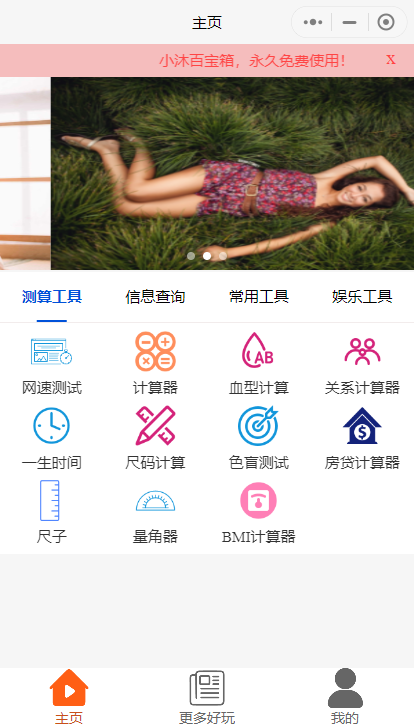 主页
小沐百宝箱，永久免费使用！ X
测算工具 信息查询 常用工具 娱乐工具
AB
网速测试 计算器 血型计算 关系计算器
一生时间 尺码计算 色盲测试 房贷计算器
尺子 量角器 BMI计算器
主页 更多好玩 我的